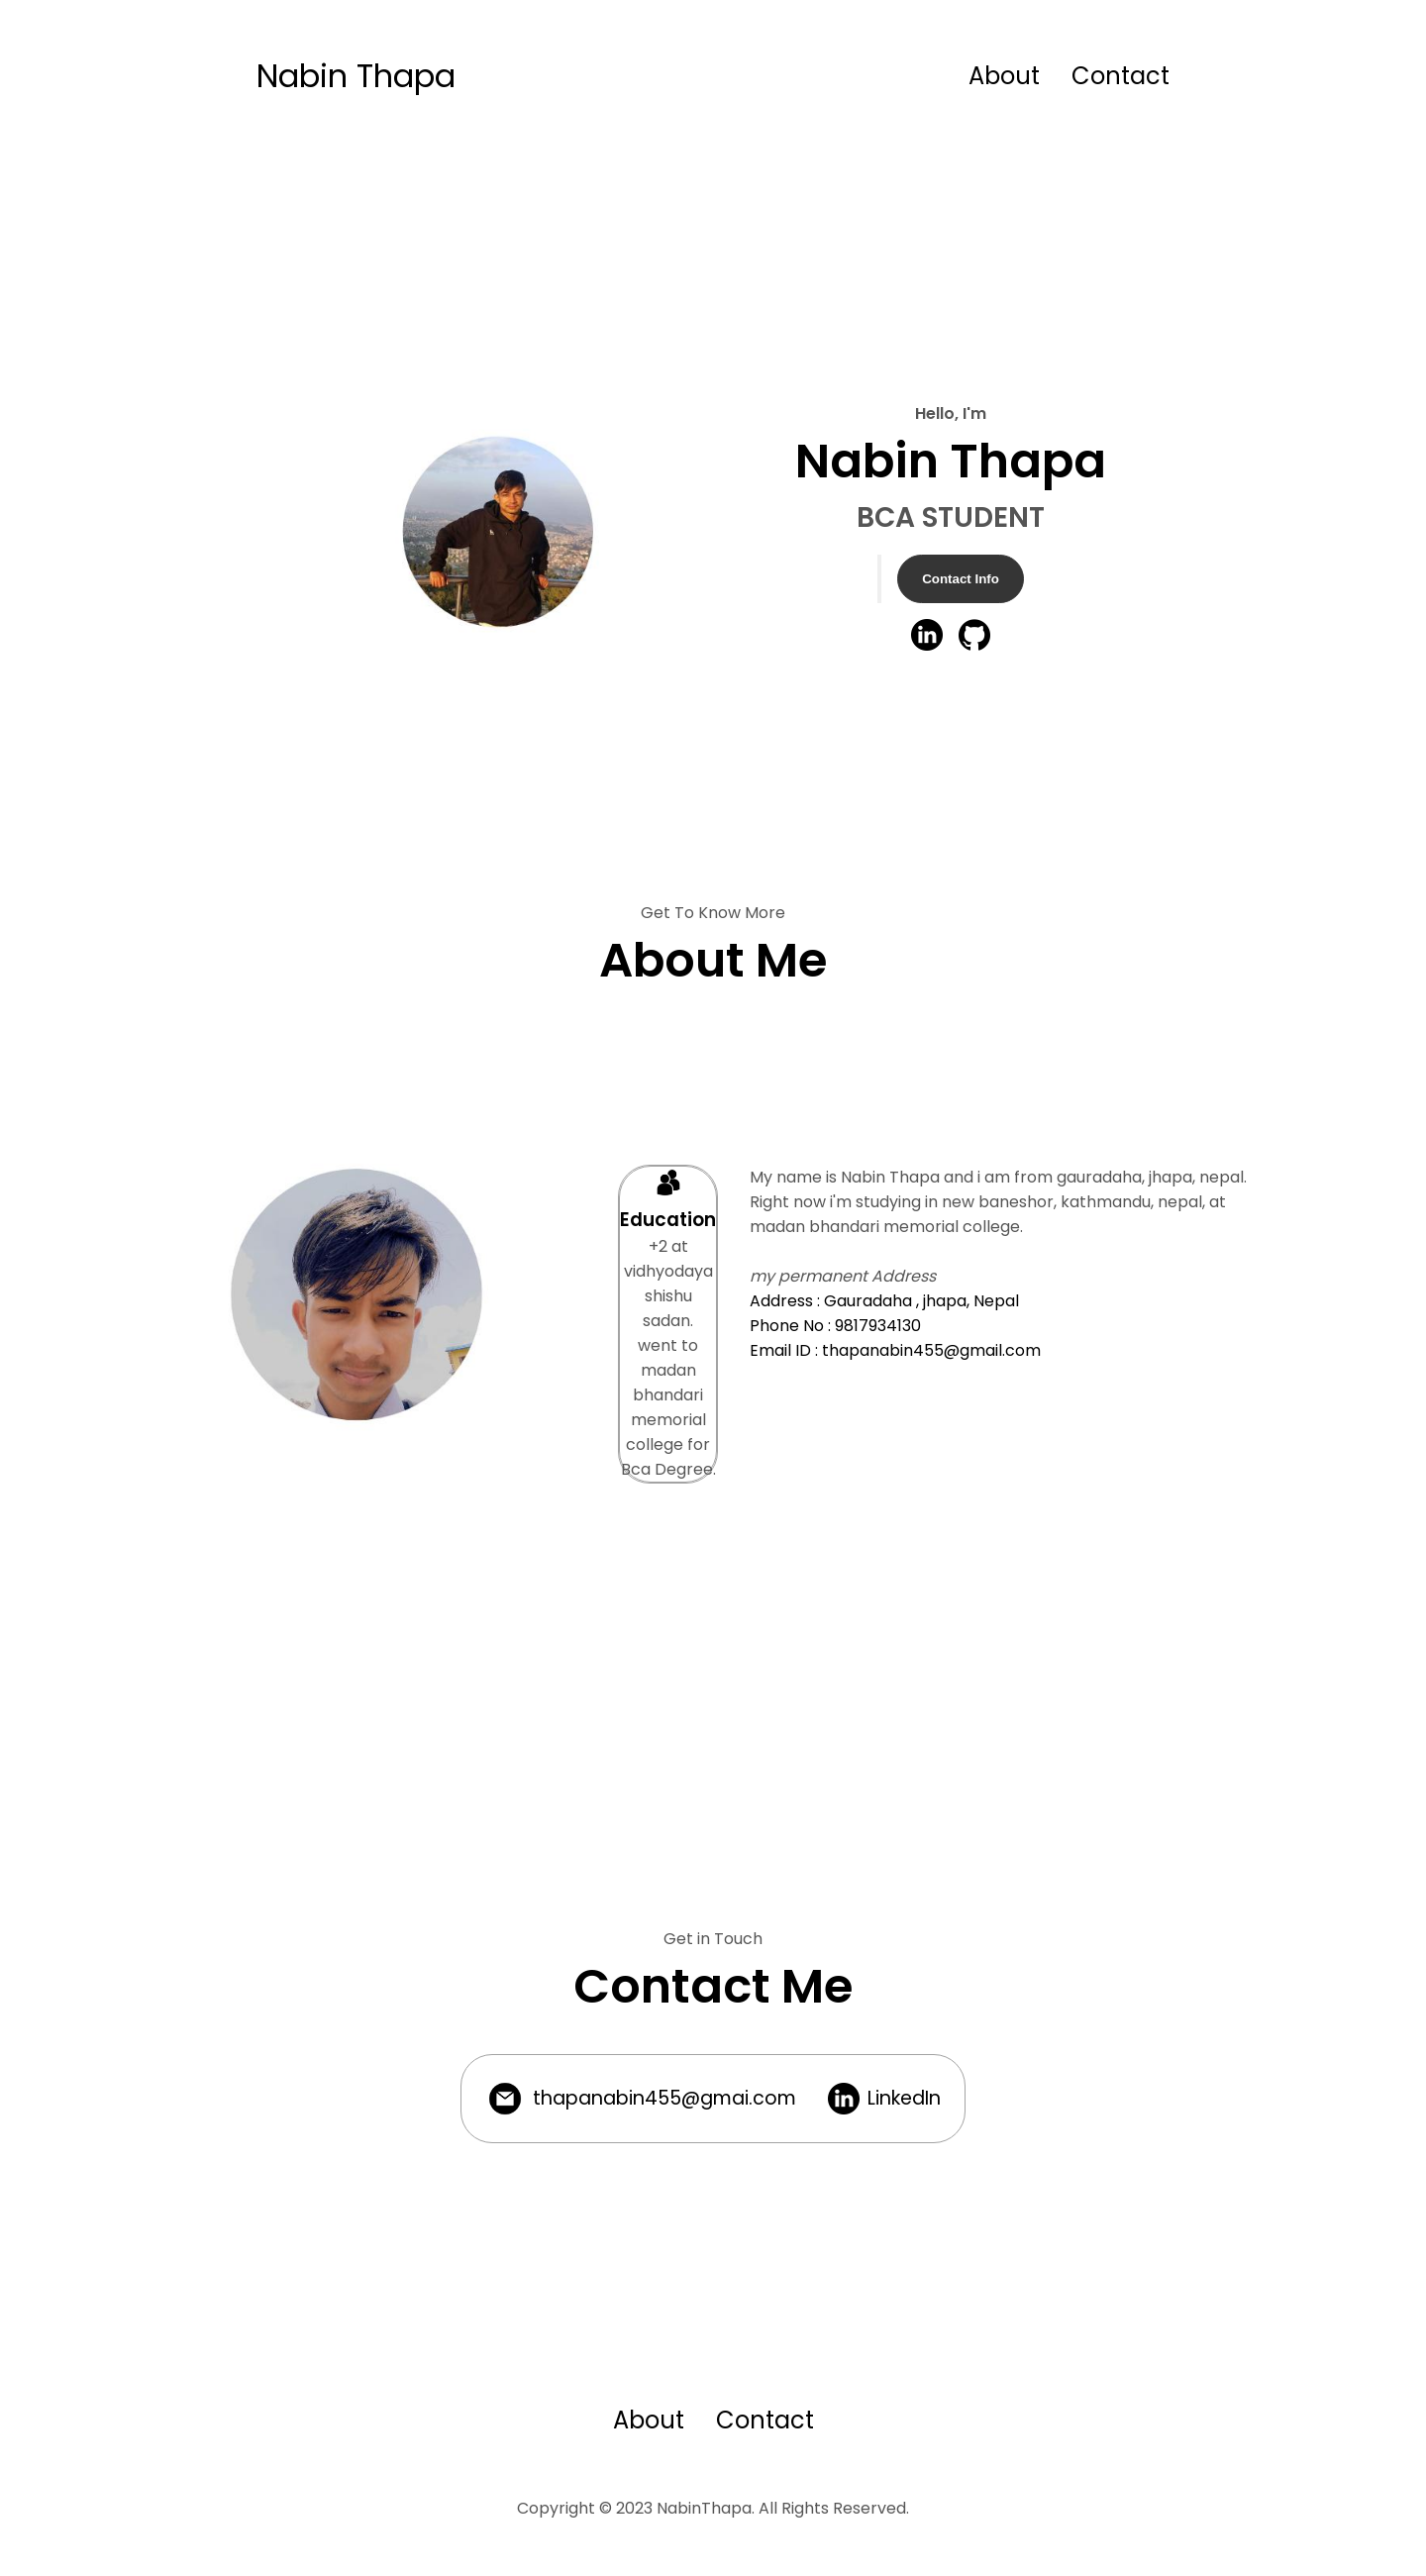 Nabin Thapa
About
Contact
Hello, I'm
Nabin Thapa
BCA STUDENT
Contact Info
Get To Know More
About Me
Education
+2 at
vidhyodaya
shishu
sadan.
went to
madan
bhandari
memorial
college for
Bca Degree.
My name is Nabin Thapa and i am from gauradaha, jhapa, nepal.
Right now i'm studying in new baneshor, kathmandu, nepal, at
madan bhandari memorial college.
my permanent Address
Address : Gauradaha , jhapa, Nepal
Phone No : 9817934130
Email ID : thapanabin455@gmail.com
Get in Touch
Contact Me
thapanabin455@gmai.com
LinkedIn
About
Contact
Copyright © 2023 NabinThapa. All Rights Reserved.